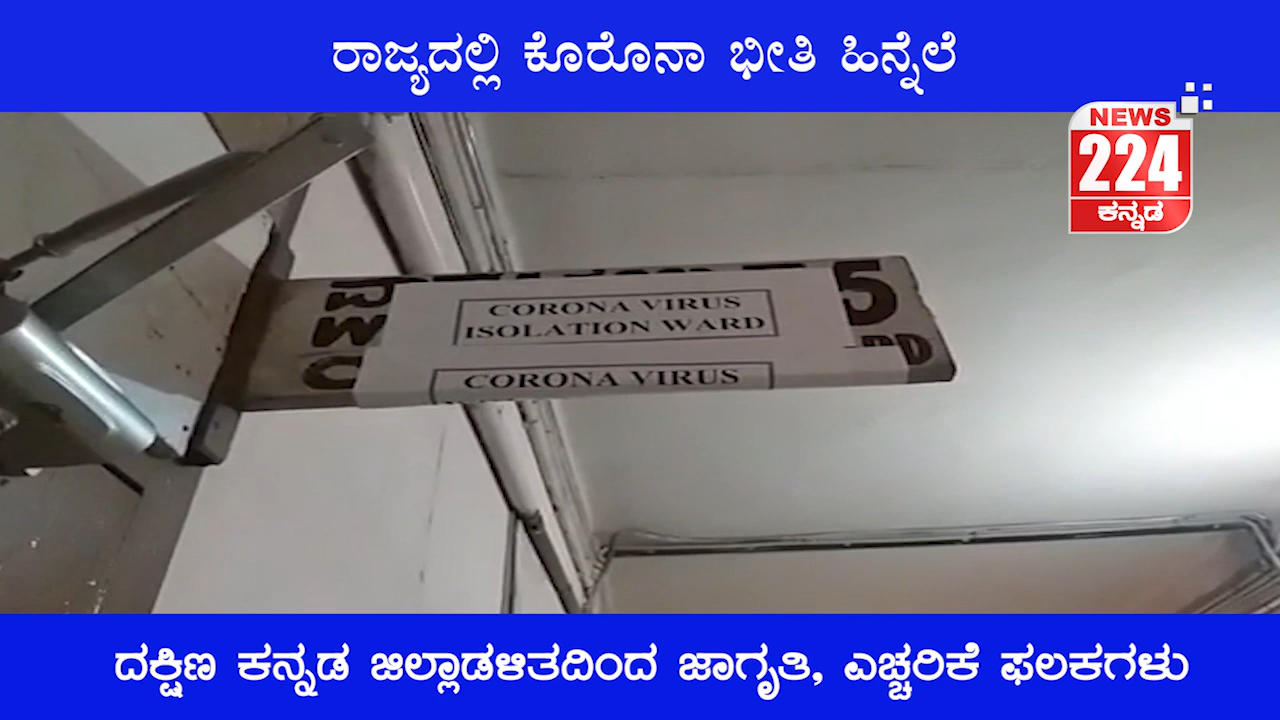 ರಾಜ್ಯದಲ್ಲಿ ಕೊರೊನಾ ಭೀತಿ ಹಿನ್ನೆಲೆ
NEWS
224
ಕನ್ನಡ
5
CORONA VIRUS
ISOLATION WARD
CORONA VIRUS
ದಕ್ಷಿಣ ಕನ್ನಡ ಜಿಲ್ಲಾಡಳಿತದಿಂದ ಜಾಗೃತಿ, ಎಚ್ಚರಿಕೆ ಫಲಕಗಳು